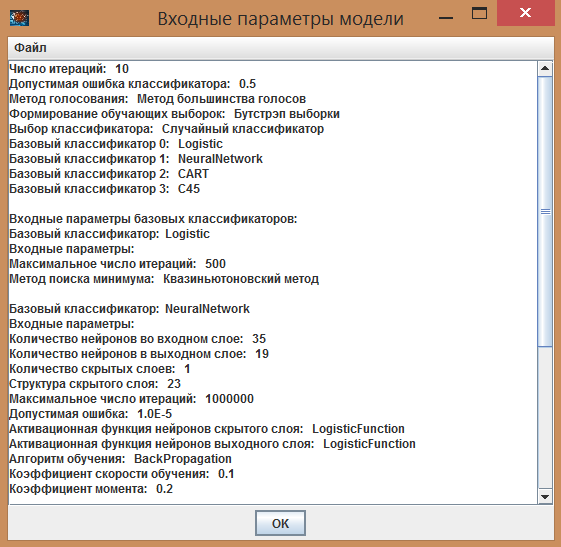 Входные параметры модели
Файл
Число итераций: 10
Допустимая ошибка классификатора: 0.5
Метод голосования: Метод большинства голосов
Формирование обучающих выборок: Бутстрэп выборки
Выбор классификатора: Случайный классификатор
Базовый классификатор 0: Logistic
Базовый классификатор 1: NeuralNetwork
Базовый классификатор 2: CART
Базовый классификатор 3: C45
Входные параметры базовых классификаторов:
Базовый классификатор: Logistic
Входные параметры:
Максимальное число итераций: 500
Метод поиска минимума: Квазиньютоновский метод
Базовый классификатор: NeuralNetwork
Входные параметры:
Количество нейронов во входном слое: 35
Количество нейронов в выходном слое: 19
Количество скрытых слоев: 1
Структура скрытого слоя: 23
Максимальное число итераций: 1000000
Допустимая ошибка: 1.0E-5
Активационная функция нейронов скрытого слоя: LogisticFunction
Активационная функция нейронов выходного слоя: LogisticFunction
Алгоритм обучения: BackPropagation
Коэффициент скорости обучения: 0.1
Коэффициент момента: 0.2
OK